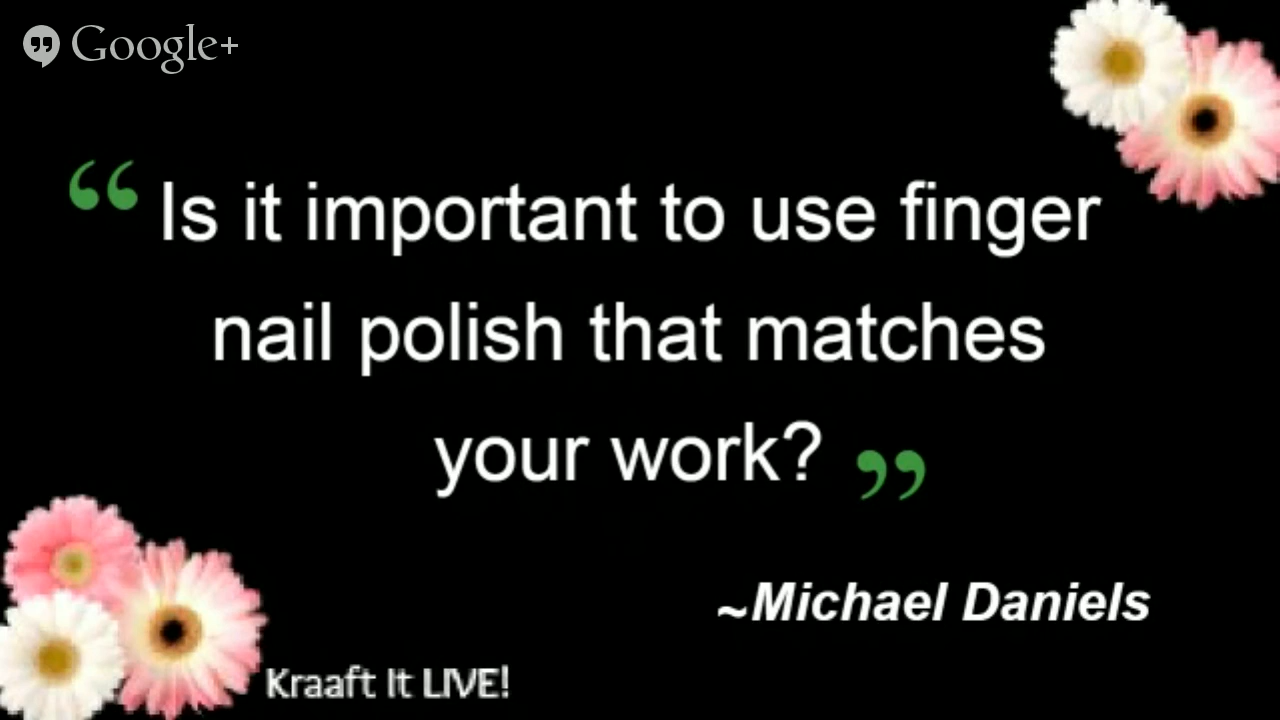 Google+
“ Is it important to use finger
nail polish that matches
your work? ”
~Michael Daniels
Kraaft It LIVE!